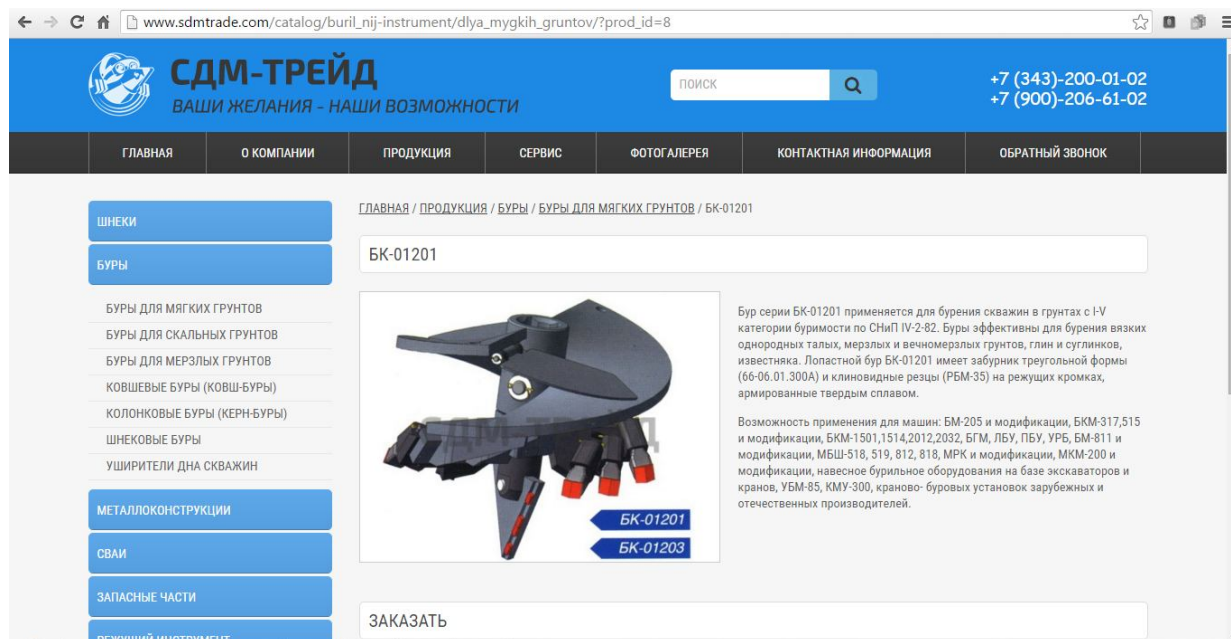 www.sdmtrade.com/catalog/buril_nij-instrument/dlya_mygkih_gruntov/?prod_id=8
СДМ-ТРЕЙД
ВАШИ ЖЕЛАНИЯ - НАШИ ВОЗМОЖНОСТИ
ПОИСК
+7 (343)-200-01-02
+7 (900)-206-61-02
ГЛАВНАЯ О КОМПАНИИ ПРОДУКЦИЯ СЕРВИС ФОТОГАЛЕРЕЯ КОНТАКТНАЯ ИНФОРМАЦИЯ ОБРАТНЫЙ ЗВОНОК
ШНЕКИ
БУРЫ
БУРЫ ДЛЯ МЯГКИХ ГРУНТОВ
БУРЫ ДЛЯ СКАЛЬНЫХ ГРУНТОВ
БУРЫ ДЛЯ МЕРЗЛЫХ ГРУНТОВ
КОВШЕВЫЕ БУРЫ (КОВШ-БУРЫ)
КОЛОНКОВЫЕ БУРЫ (КЕРН-БУРЫ)
ШНЕКОВЫЕ БУРЫ
УШИРИТЕЛИ ДНА СКВАЖИН
МЕТАЛЛОКОНСТРУКЦИИ
СВАИ
ЗАПАСНЫЕ ЧАСТИ
РЕЖУЩИЙ ИНСТРУМЕНТ
ГЛАВНАЯ / ПРОДУКЦИЯ / БУРЫ / БУРЫ ДЛЯ МЯГКИХ ГРУНТОВ / БК-01201
БК-01201
СДМ-ТРЕЙД
БК-01201
БК-01203
Бур серии БК-01201 применяется для бурения скважин в грунтах с I-V
категории буримости по СНиП IV-2-82. Буры эффективны для бурения вязких
однородных талых, мерзлых и вечномерзлых грунтов, глин и суглинков,
известняка. Лопастной бур БК-01201 имеет забурник треугольной формы
(66-06.01.300А) и клиновидные резцы (РБМ-35) на режущих кромках,
армированные твердым сплавом.
Возможность применения для машин: БМ-205 и модификации, БКМ-317,515
и модификации, БКМ-1501,1514,2012,2032, БГМ, ЛБУ, ПБУ, УРБ, БМ-811 и
модификации, МБШ-518, 519, 812, 818, МРК и модификации, МКМ-200 и
модификации, навесное бурильное оборудования на базе экскаваторов и
кранов, УБМ-85, КМУ-300, краново- буровых установок зарубежных и
отечественных производителей.
ЗАКАЗАТЬ